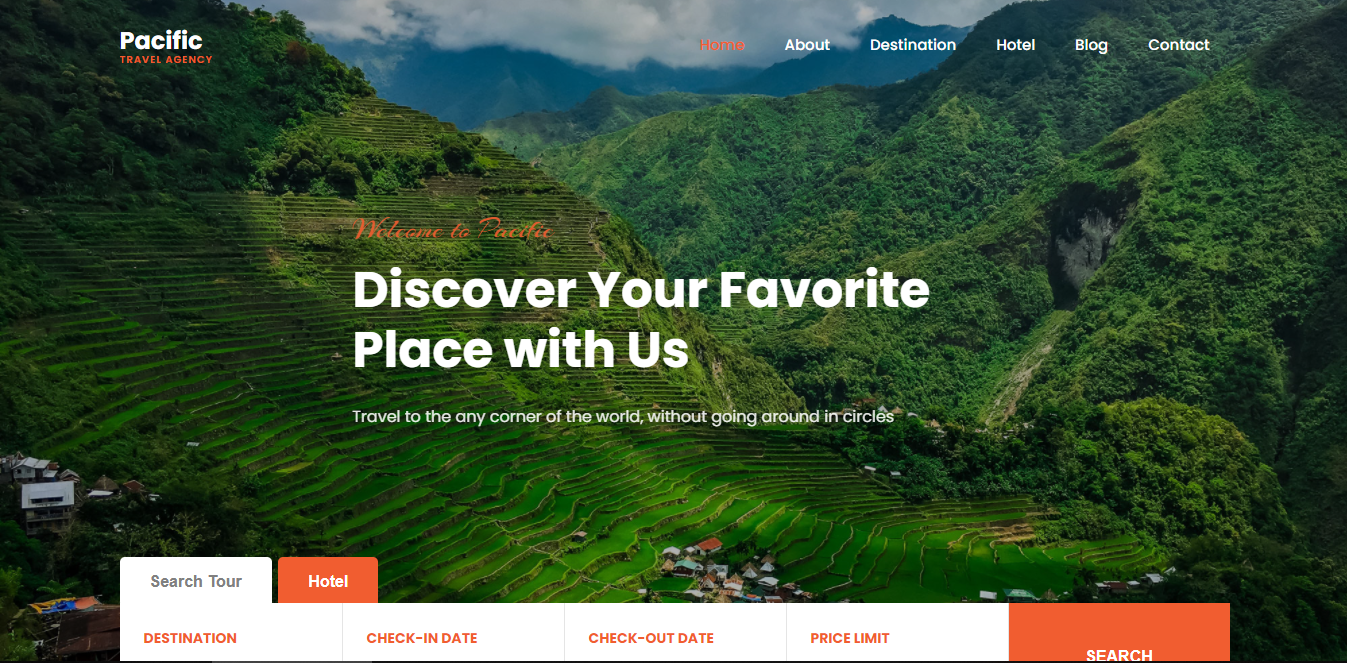 Pacific
TRAVEL AGENCY
Home About Destination Hotel Blog Contact
Welcome to Pacific
Discover Your Favorite
Place with Us
Travel to the any corner of the world, without going around in circles
Search Tour Hotel
DESTINATION CHECK-IN DATE CHECK-OUT DATE PRICE LIMIT
SEARCH